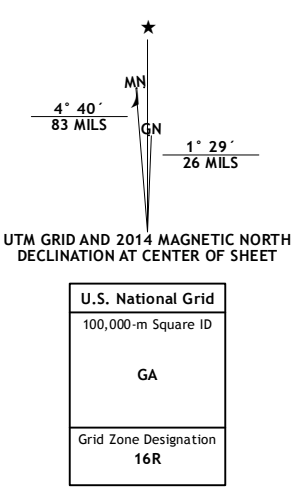 MN
4° 40´
83 MILS
GN
1° 29´
26 MILS
UTM GRID AND 2014 MAGNETIC NORTH
DECLINATION AT CENTER OF SHEET
U.S. National Grid
100,000-m Square ID
GA
Grid Zone Designation
16R